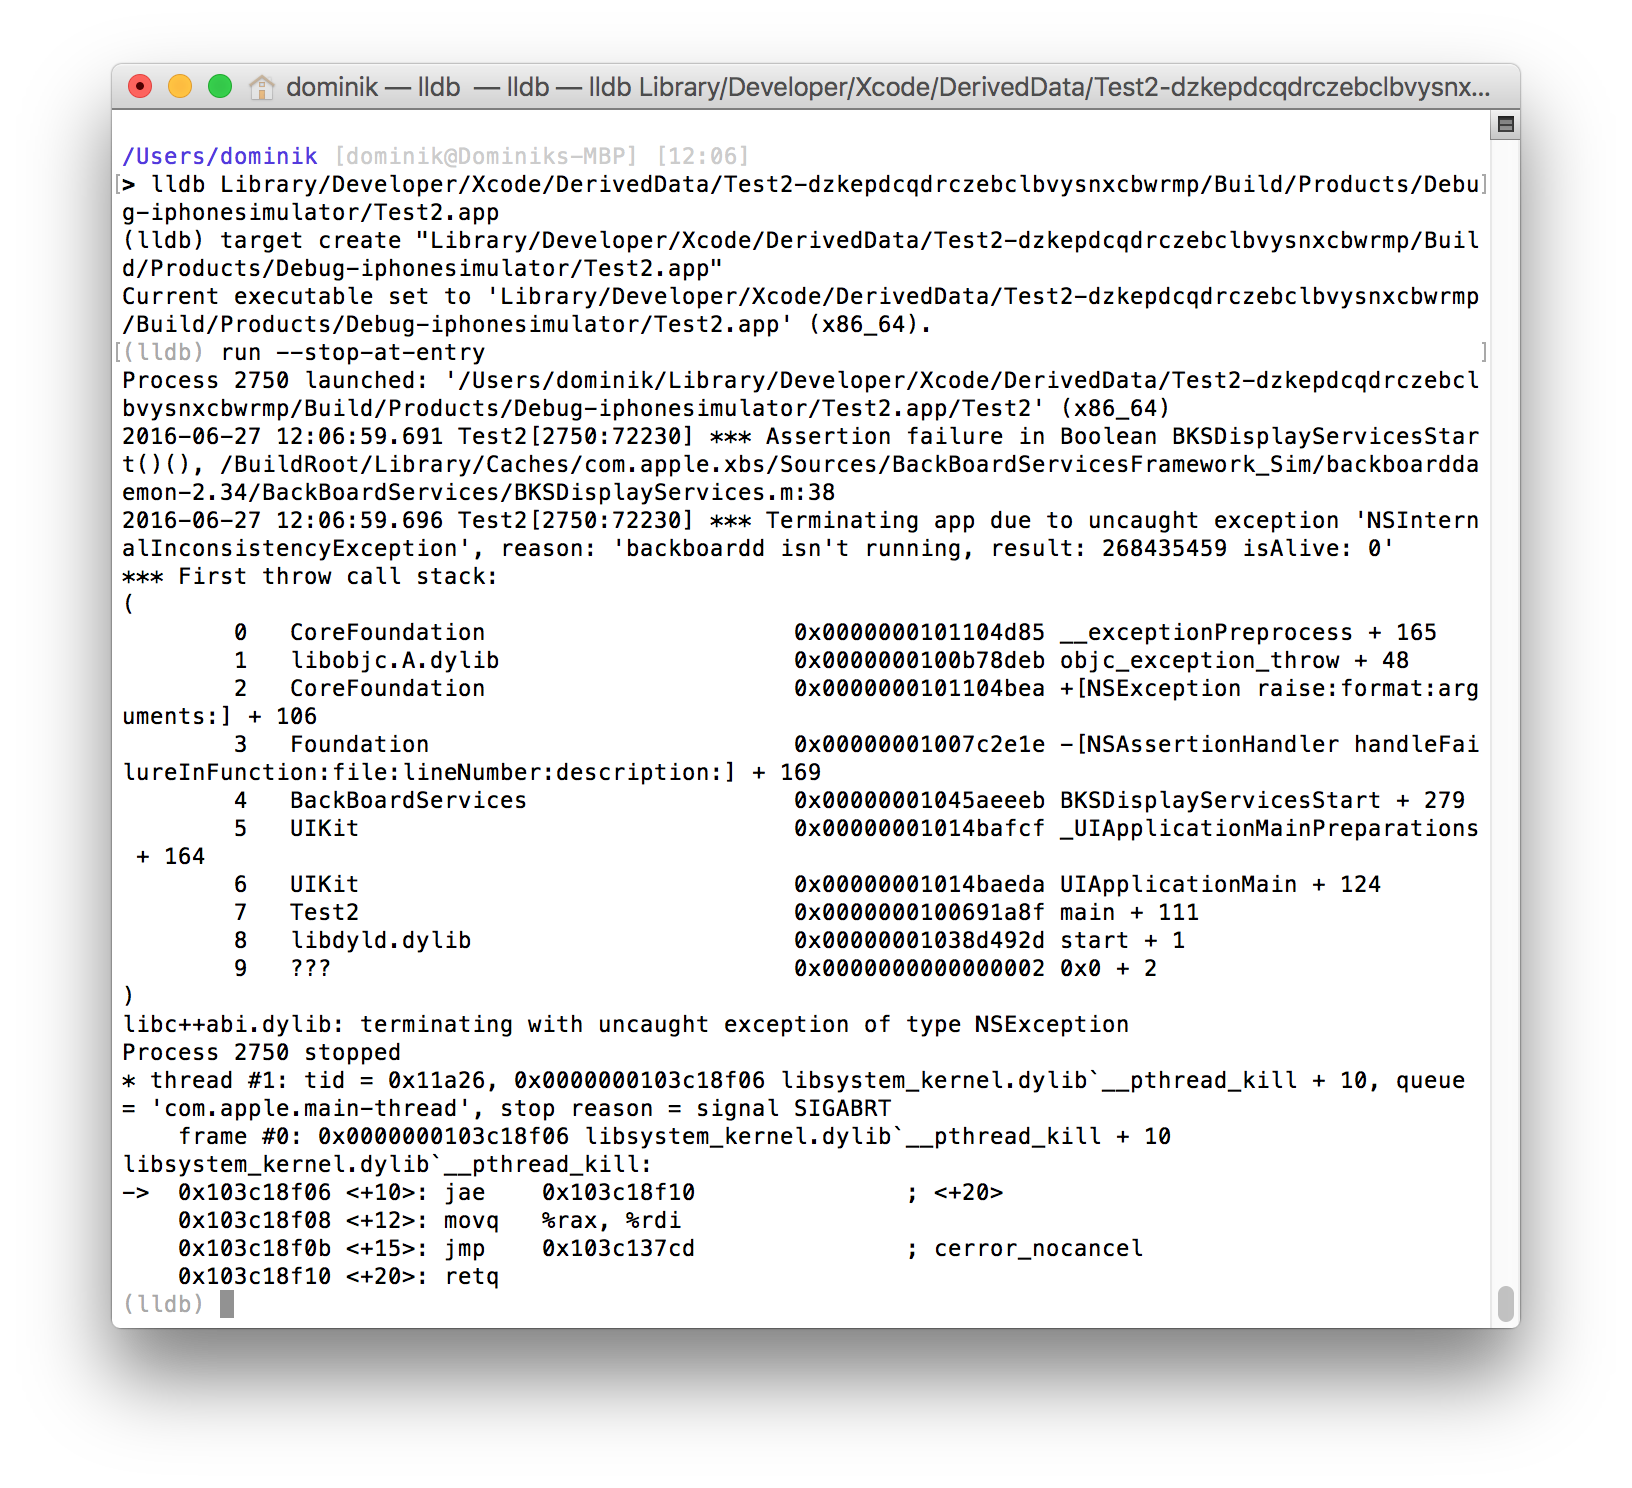 dominik — lldb — lldb — lldb Library/Developer/Xcode/DerivedData/Test2-dzkepdcqdrczebclbvysnx...
/Users/dominik [dominik@Dominiks-MBP] [12:06]
[> lldb Library/Developer/Xcode/DerivedData/Test2-dzkepdcqdrczebclbvysnxcbwrmp/Build/Products/Debu]
g-iphonesimulator/Test2.app
(lldb) target create "Library/Developer/Xcode/DerivedData/Test2-dzkepdcqdrczebclbvysnxcbwrmp/Buil
d/Products/Debug-iphonesimulator/Test2.app"
Current executable set to 'Library/Developer/Xcode/DerivedData/Test2-dzkepdcqdrczebclbvysnxcbwrmp
/Build/Products/Debug-iphonesimulator/Test2.app' (x86_64).
[(lldb) run --stop-at-entry ]
Process 2750 launched: '/Users/dominik/Library/Developer/Xcode/DerivedData/Test2-dzkepdcqdrczebcl
bvysnxcbwrmp/Build/Products/Debug-iphonesimulator/Test2.app/Test2' (x86_64)
2016-06-27 12:06:59.691 Test2[2750:72230] *** Assertion failure in Boolean BKSDisplayServicesStar
t()(), /BuildRoot/Library/Caches/com.apple.xbs/Sources/BackBoardServicesFramework_Sim/backboardda
emon-2.34/BackBoardServices/BKSDisplayServices.m:38
2016-06-27 12:06:59.696 Test2[2750:72230] *** Terminating app due to uncaught exception 'NSIntern
alInconsistencyException', reason: 'backboardd isn't running, result: 268435459 isAlive: 0'
*** First throw call stack:
(
0 CoreFoundation 0x0000000101104d85 __exceptionPreprocess + 165
1 libobjc.A.dylib 0x0000000100b78deb objc_exception_throw + 48
2 CoreFoundation 0x0000000101104bea +[NSException raise:format:arg
uments:] + 106
3 Foundation 0x00000001007c2e1e -[NSAssertionHandler handleFai
lureInFunction:file:lineNumber:description:] + 169
4 BackBoardServices 0x00000001045aeeeb BKSDisplayServicesStart + 279
5 UIKit 0x00000001014bafcf _UIApplicationMainPreparations
+ 164
6 UIKit 0x00000001014baeda UIApplicationMain + 124
7 Test2 0x0000000100691a8f main + 111
8 libdyld.dylib 0x00000001038d492d start + 1
9 ??? 0x0000000000000002 0x0 + 2
)
libc++abi.dylib: terminating with uncaught exception of type NSException
Process 2750 stopped
* thread #1: tid = 0x11a26, 0x0000000103c18f06 libsystem_kernel.dylib`__pthread_kill + 10, queue
= 'com.apple.main-thread', stop reason = signal SIGABRT
frame #0: 0x0000000103c18f06 libsystem_kernel.dylib`__pthread_kill + 10
libsystem_kernel.dylib`__pthread_kill:
-> 0x103c18f06 <+10>: jae 0x103c18f10 ; <+20>
0x103c18f08 <+12>: movq %rax, %rdi
0x103c18f0b <+15>: jmp 0x103c137cd ; cerror_nocancel
0x103c18f10 <+20>: retq
(lldb)